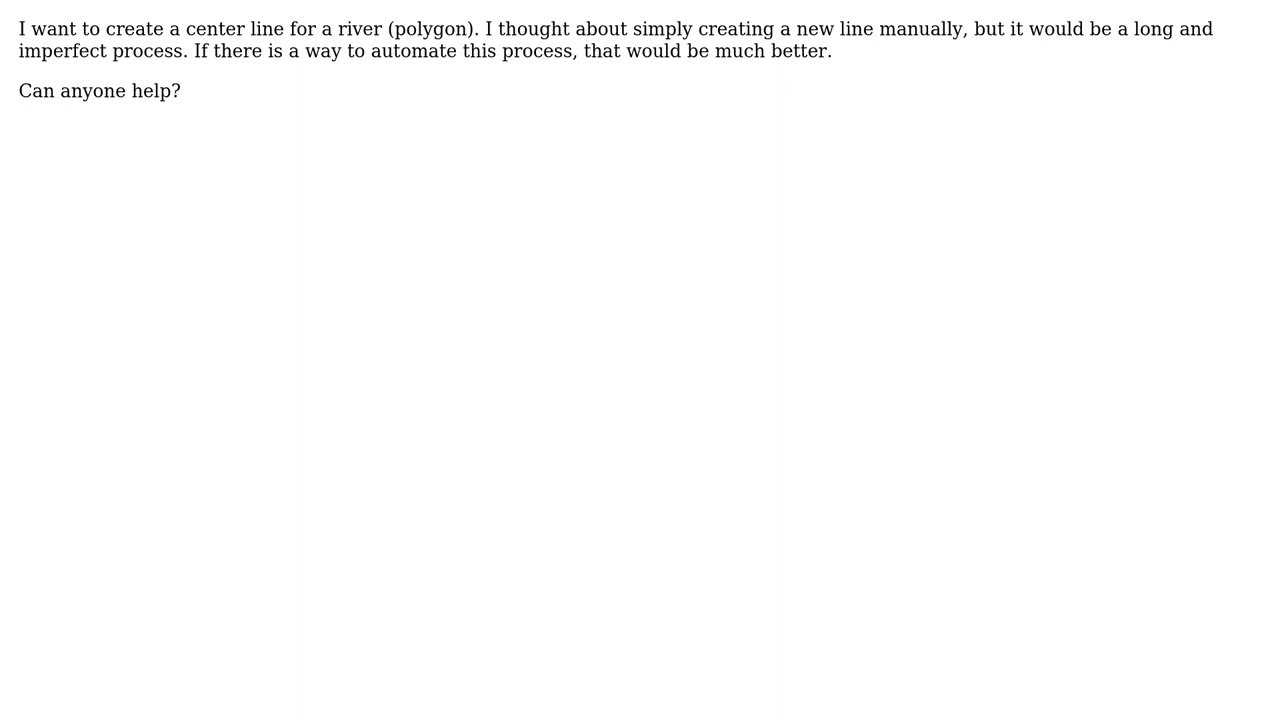 I want to create a center line for a river (polygon). I thought about simply creating a new line manually, but it would be a long and
imperfect process. If there is a way to automate this process, that would be much better.
Can anyone help?